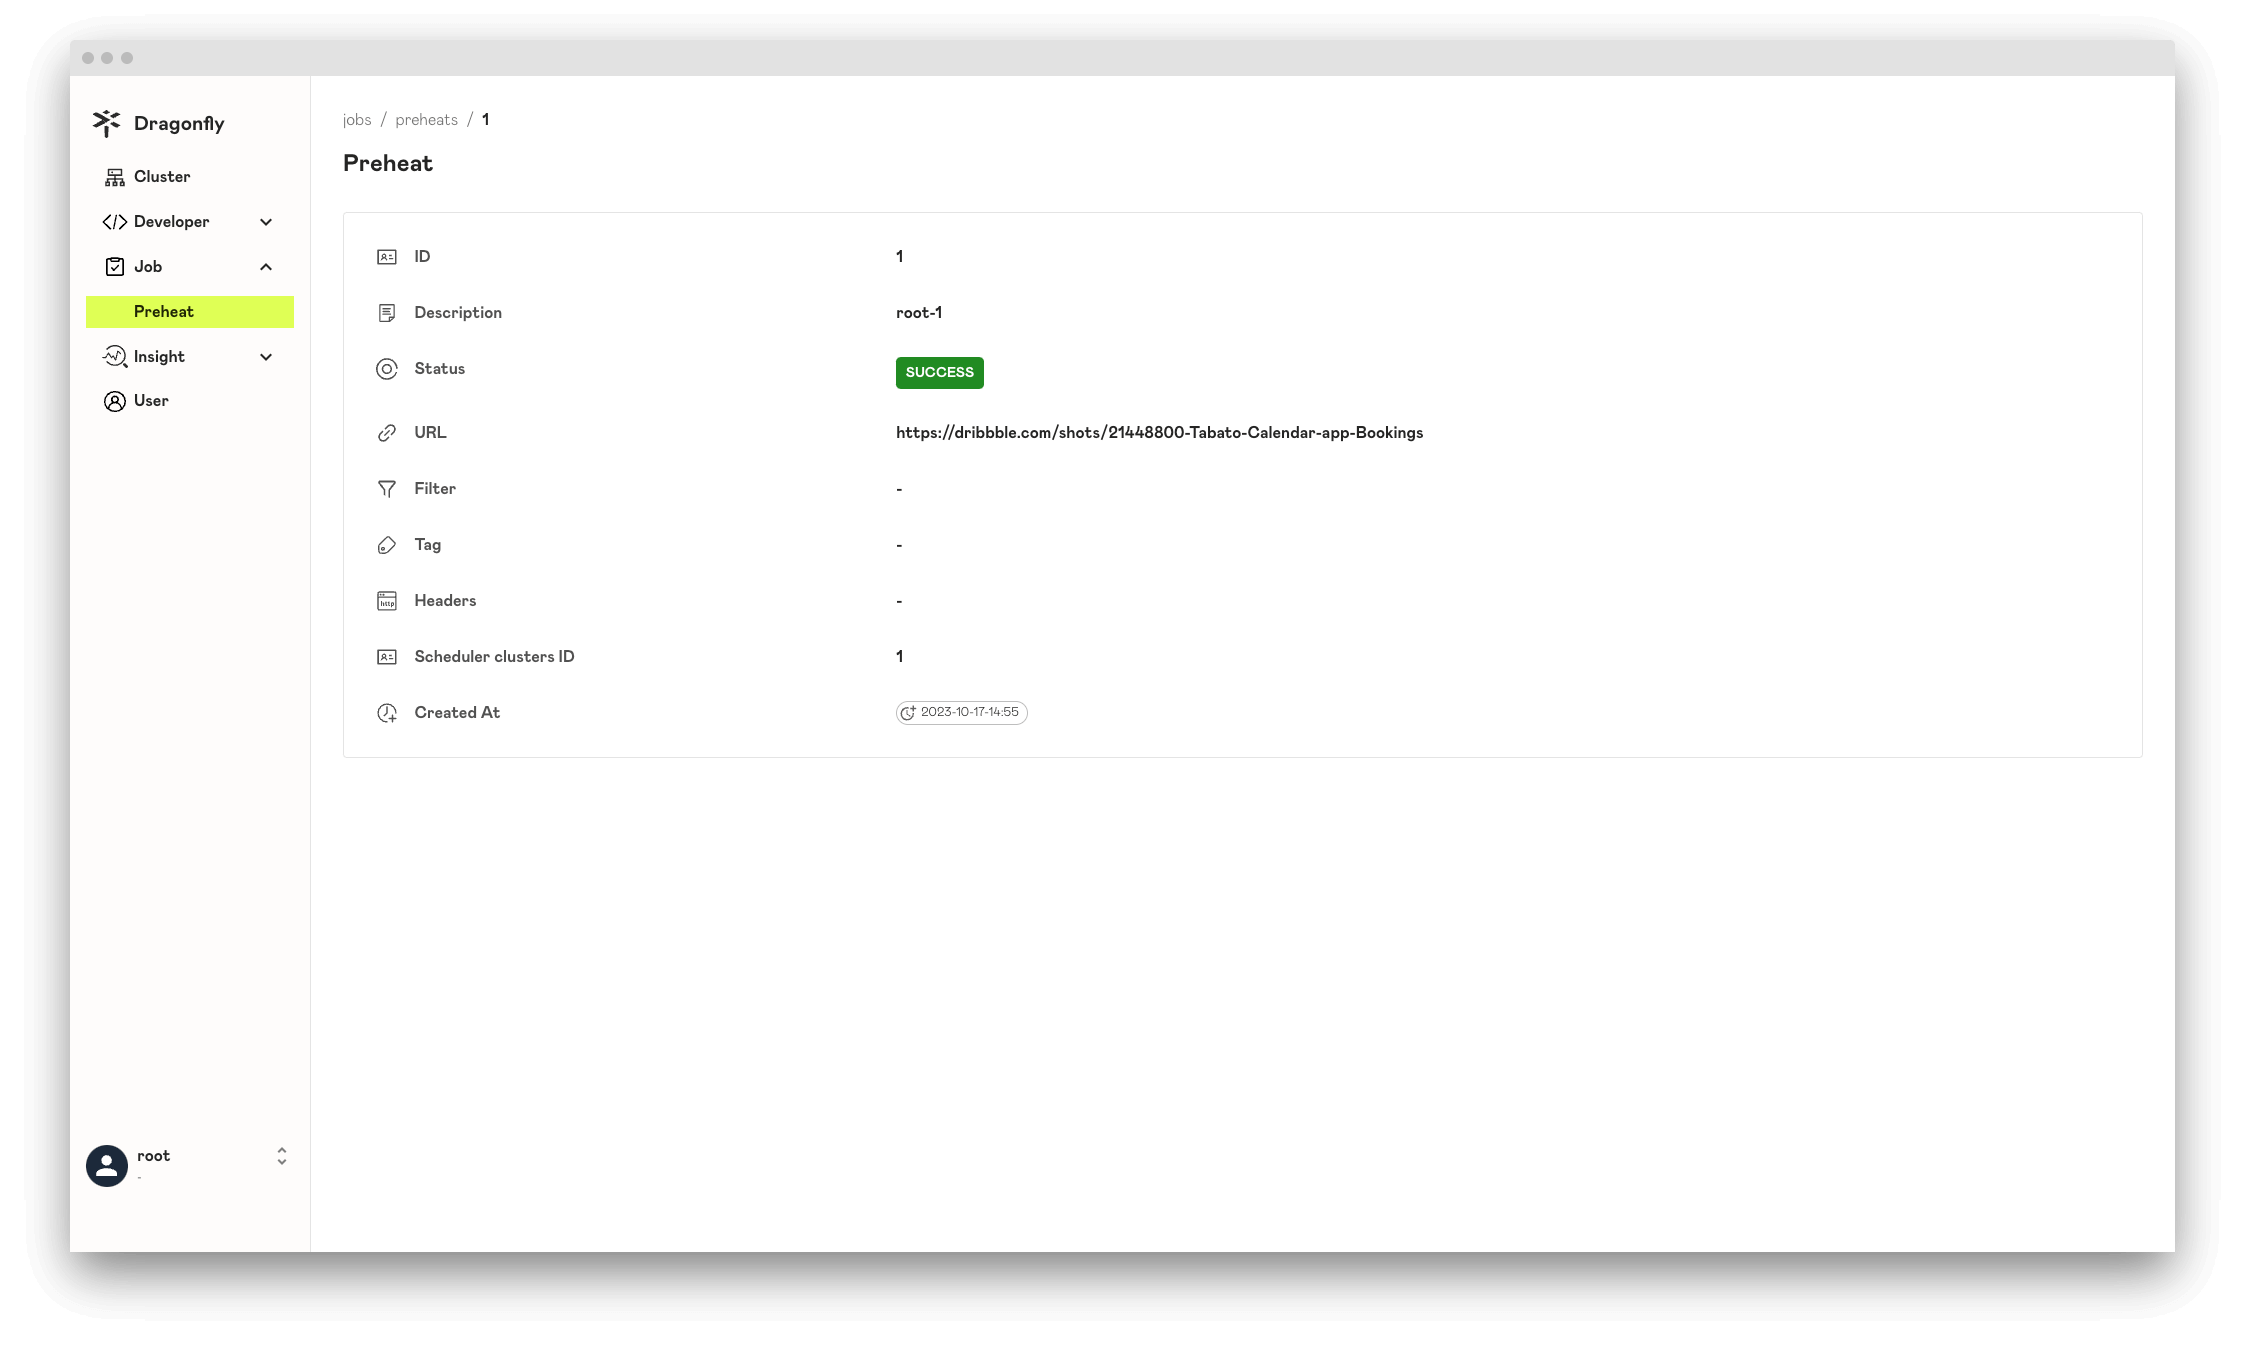 Dragonfly
Cluster
Developer
Job
Preheat
Insight
User
root
-
jobs / preheats / 1
Preheat
ID 1
Description root-1
Status SUCCESS
URL https://dribbble.com/shots/21448800-Tabato-Calendar-app-Bookings
Filter -
Tag -
http Headers -
Scheduler clusters ID 1
Created At 2023-10-17-14:55